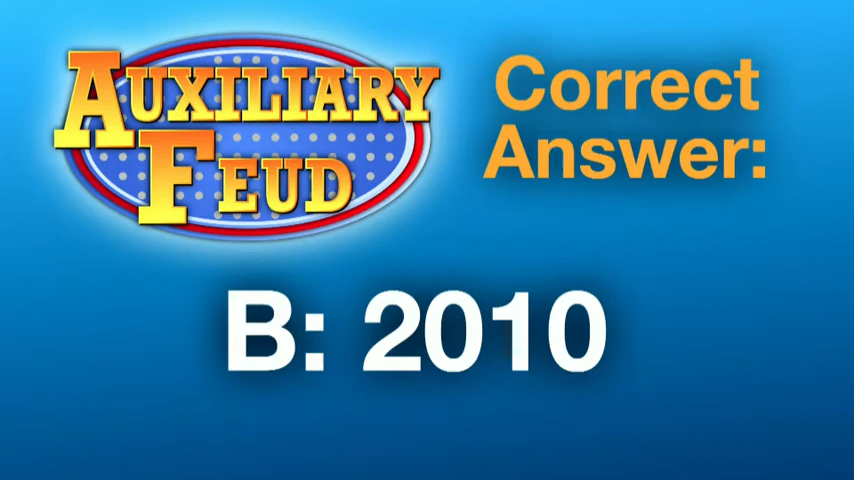 AUXILIARY
FEUD
Correct
Answer:
B: 2010